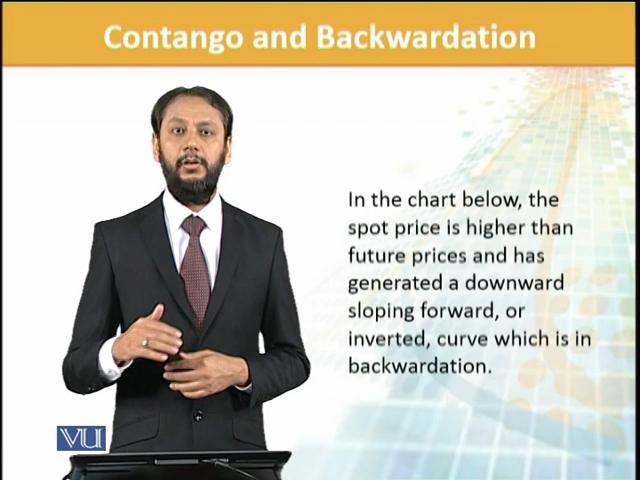 Contango and Backwardation
In the chart below, the
spot price is higher than
future prices and has
generated a downward
sloping forward, or
inverted, curve which is in
backwardation.
VU